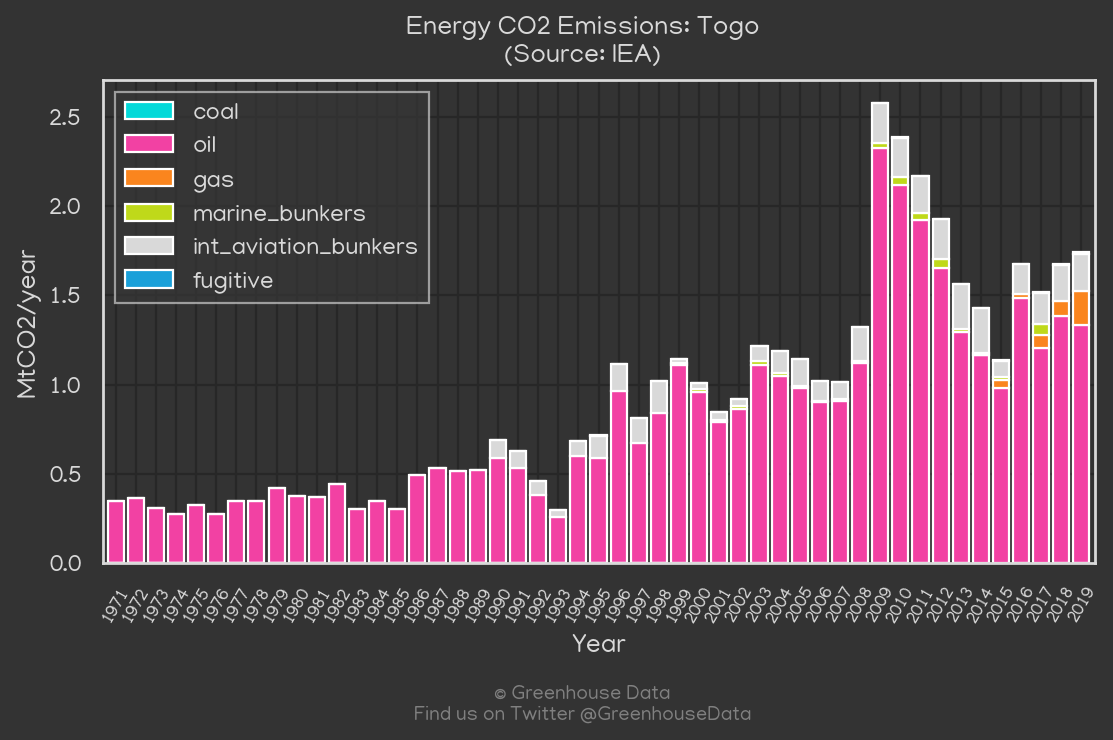 Energy CO2 Emissions: Togo
(Source: IEA)
coal
oil
gas
marine_bunkers
int_aviation_bunkers
fugitive
MtCO2/year
2.5
2.0
1.5
1.0
0.5
0.0
1971 1972 1973 1974 1975 1976 1977 1978 1979 1980 1981 1982 1983 1984 1985 1986 1987 1988 1989 1990 1991 1992 1993 1994 1995 1996 1997 1998 1999 2000 2001 2002 2003 2004 2005 2006 2007 2008 2009 2010 2011 2012 2013 2014 2015 2016 2017 2018 2019
Year
© Greenhouse Data
Find us on Twitter @GreenhouseData